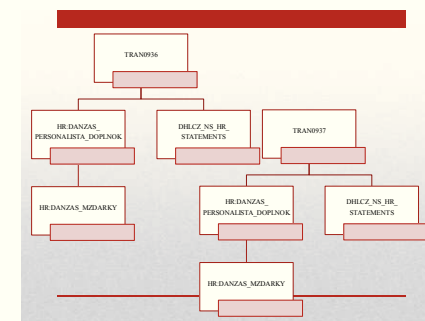 TRAN0936
HR:DANZAS_
PERSONALISTA_DOPLNOK
DHLCZ_NS_HR_
STATEMENTS
TRAN0937
HR:DANZAS_MZDARKY
HR:DANZAS_
PERSONALISTA_DOPLNOK
DHLCZ_NS_HR_
STATEMENTS
HR:DANZAS_MZDARKY